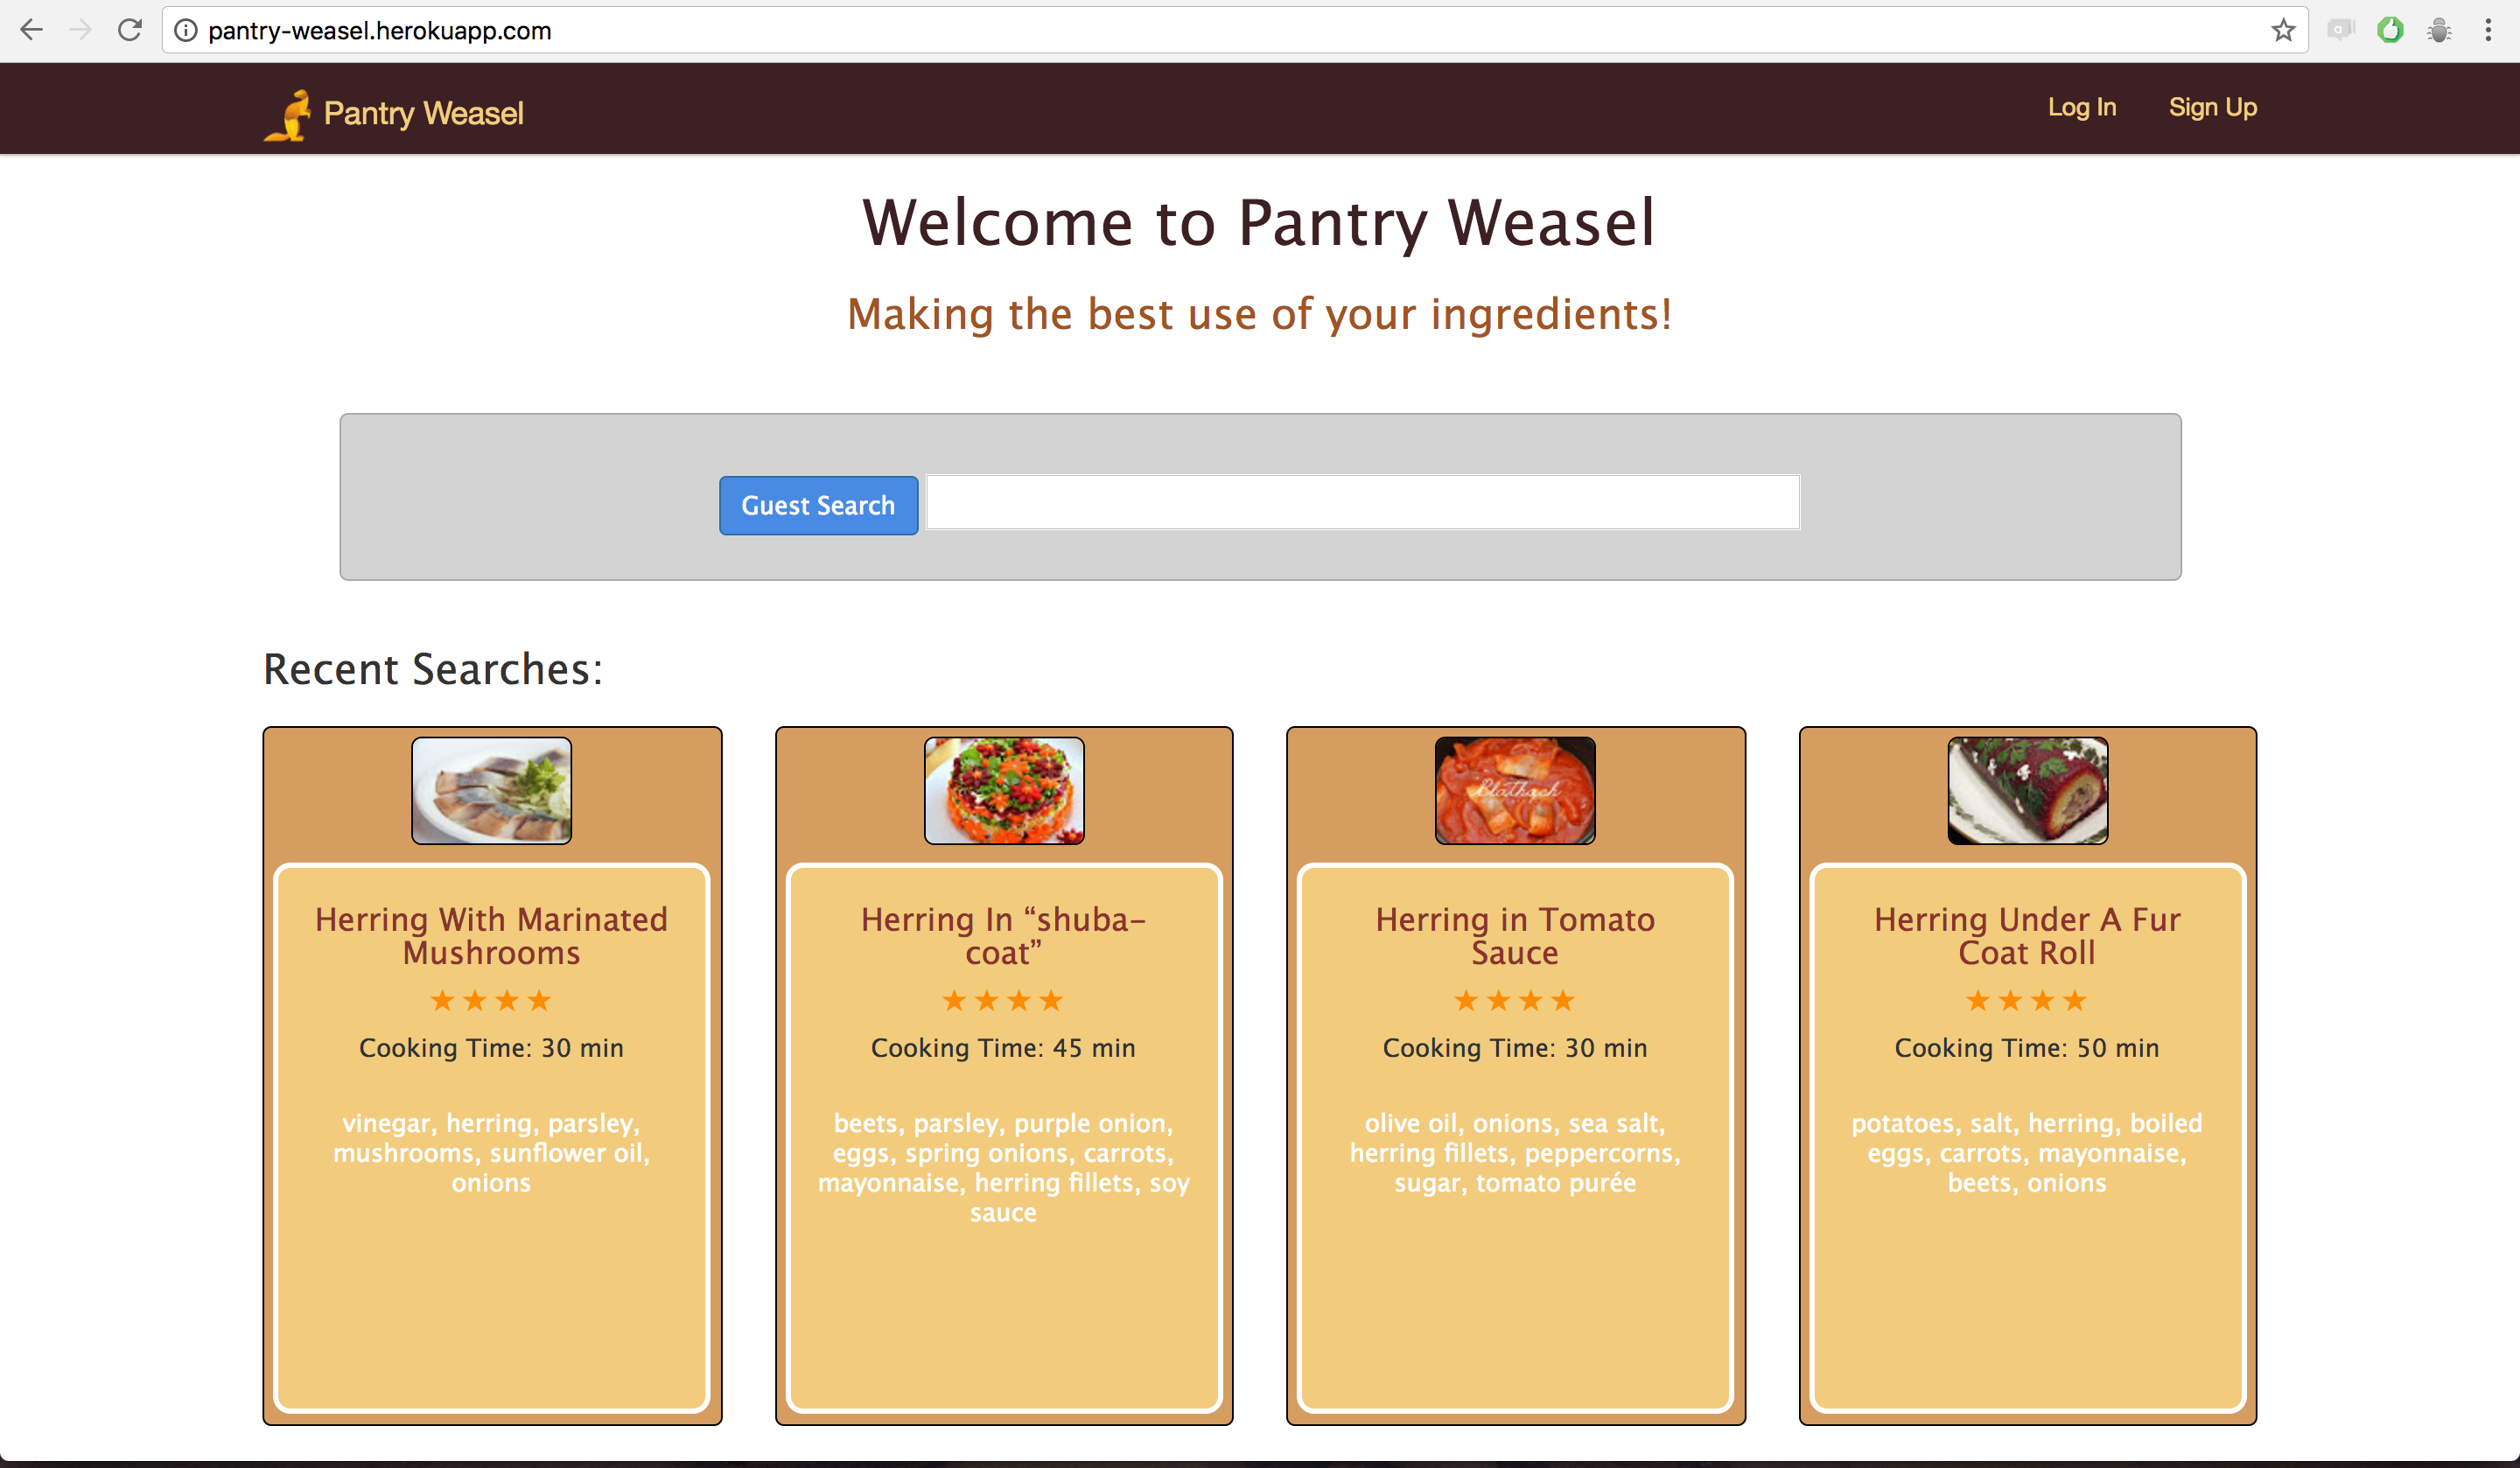 pantry-weasel.herokuapp.com
Pantry Weasel
Log In
Sign Up
Welcome to Pantry Weasel
Making the best use of your ingredients!
Guest Search
Recent Searches:
Herring With Marinated
Mushrooms
★★★★
Cooking Time: 30 min
vinegar, herring, parsley,
mushrooms, sunflower oil,
onions
Herring In “shuba-
coat”
★★★★
Cooking Time: 45 min
beets, parsley, purple onion,
eggs, spring onions, carrots,
mayonnaise, herring fillets, soy
sauce
Blathach
Herring in Tomato
Sauce
★★★★
Cooking Time: 30 min
olive oil, onions, sea salt,
herring fillets, peppercorns,
sugar, tomato purée
Herring Under A Fur
Coat Roll
★★★★
Cooking Time: 50 min
potatoes, salt, herring, boiled
eggs, carrots, mayonnaise,
beets, onions